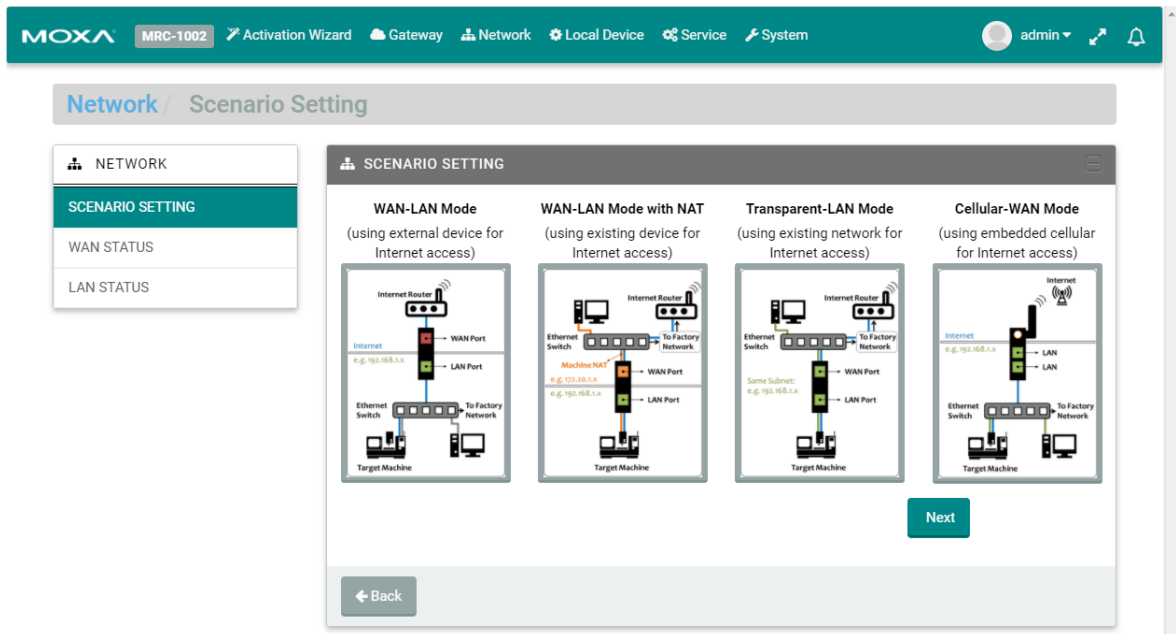 MOXA MRC-1002 Activation Wizard Gateway Network Local Device Service System admin
Network / Scenario Setting
NETWORK
SCENARIO SETTING
WAN STATUS
LAN STATUS
SCENARIO SETTING
WAN-LAN Mode
(using external device for
Internet access)
Internet Router
WAN Port
Internet
e.g. 192.168.1.x
LAN Port
Ethernet
Switch
To Factory
Network
Target Machine
WAN-LAN Mode with NAT
(using existing device for
Internet access)
Internet Router
Ethernet
Switch
To Factory
Network
Machine NAT
WAN Port
e.g. 172.20.1.x
e.g. 192.168.1.x
LAN Port
Target Machine
Transparent-LAN Mode
(using existing network for
Internet access)
Internet Router
Ethernet
Switch
To Factory
Network
WAN Port
Same Subnet:
e.g. 192.168.1.x
LAN Port
Target Machine
Cellular-WAN Mode
(using embedded cellular
for Internet access)
Internet
Internet
e.g. 192.168.1.x
LAN
LAN
Ethernet
Switch
To Factory
Network
Target Machine
Next
Back